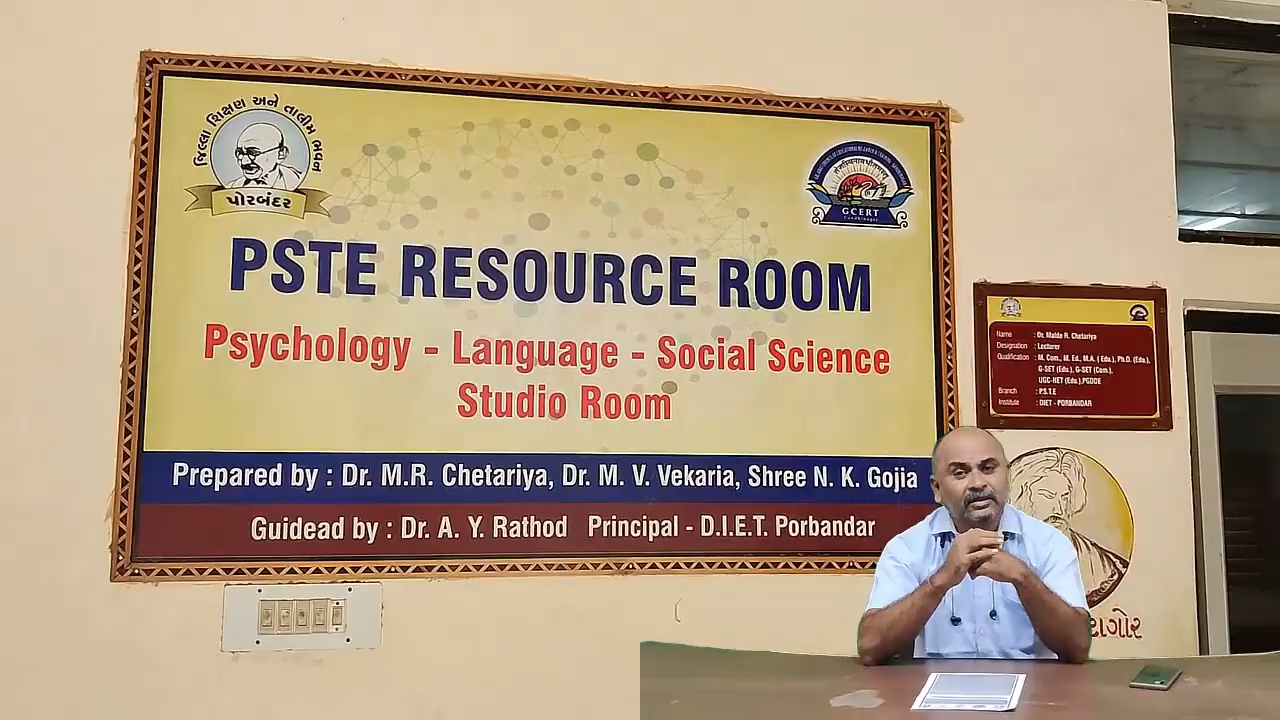 જિલ્લા શિક્ષણ અને તાલીમ ભવન
પોરબંદર
GCERT
Gandhinagar
PSTE RESOURCE ROOM
Psychology - Language - Social Science
Studio Room
Prepared by : Dr. M.R. Chetariya, Dr. M. V. Vekaria, Shree N. K. Gojia
Guidead by : Dr. A. Y. Rathod Principal - D.I.E.T. Porbandar
Name : Dr. Malde R. Chetariya
Designation : Lecturer
Qualification : M. Com., M. Ed., M.A. ( Edu.), Ph.D. (Edu.),
G-SET (Edu.), G-SET (Com.),
UGC-NET (Edu.),PGDDE
Branch : P.S.T.E
Institute : DIET - PORBANDAR
ટાગોર